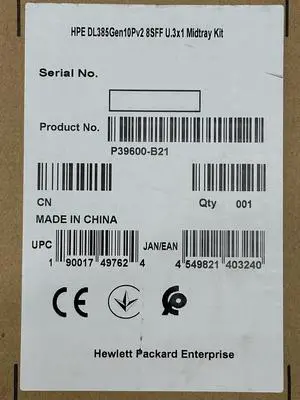 HPE DL385Gen10Pv2 8SFF U.3x1 Midtray Kit
Serial No.
Product No.
P39600-B21
CN Qty 001
MADE IN CHINA
UPC JAN/EAN
1 90017 49762 4 4 549821 403240
CE
Hewlett Packard Enterprise